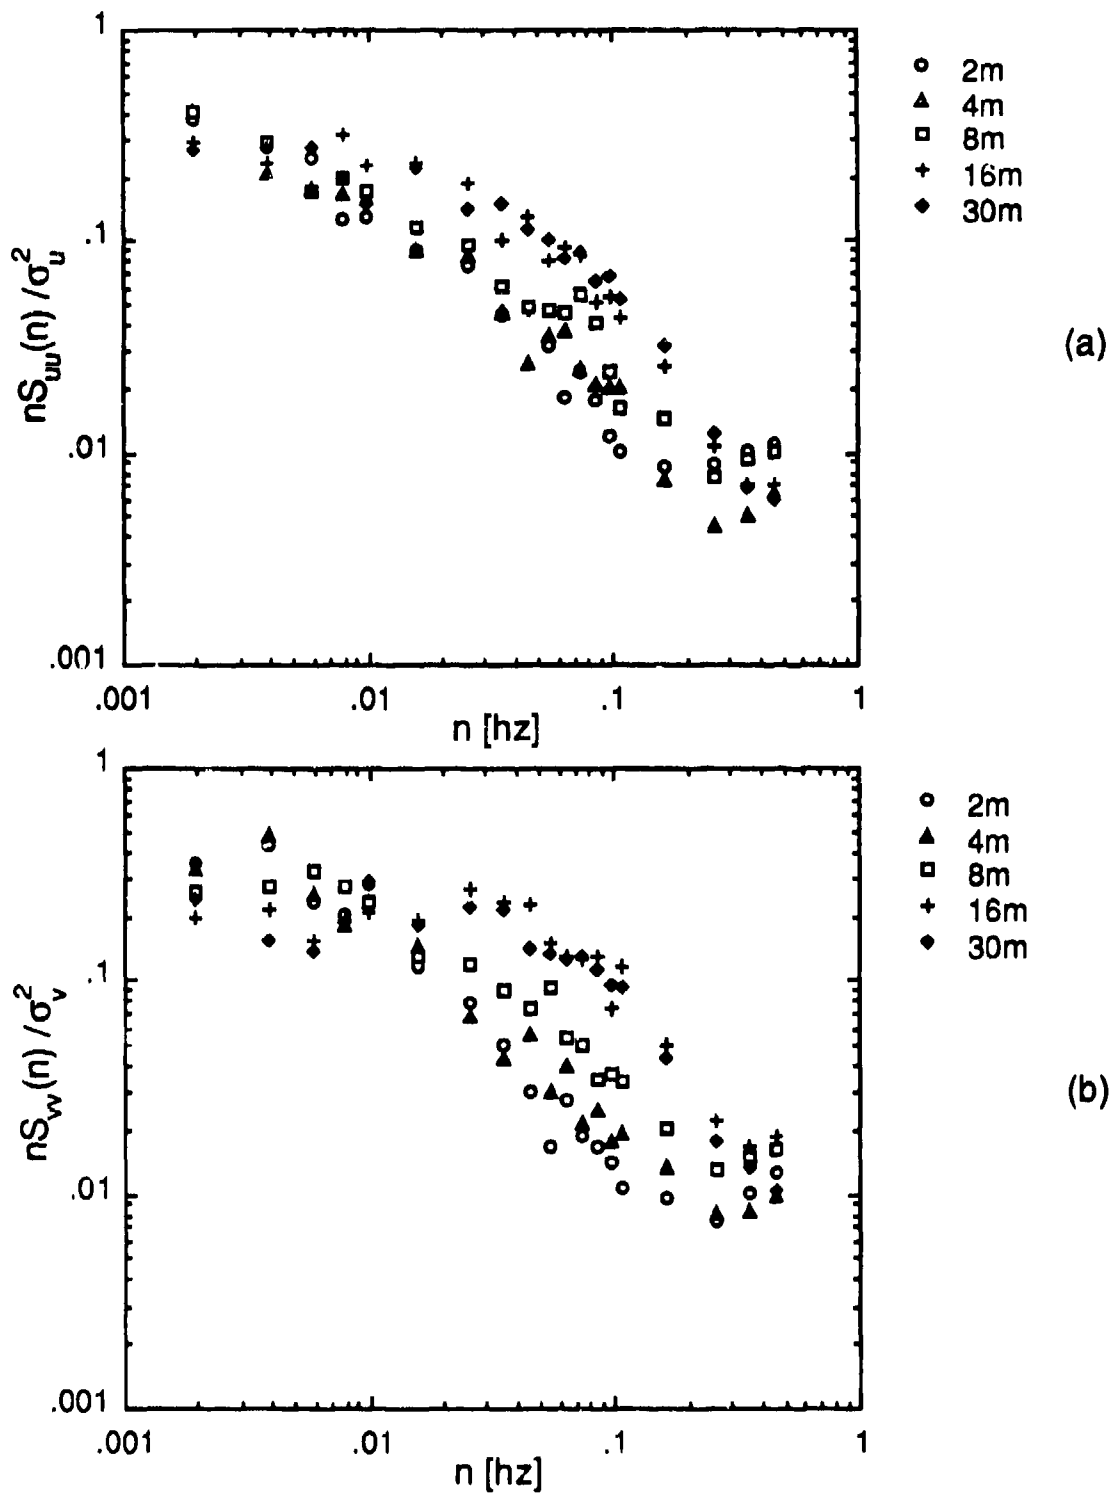 1
.1
.01
.001
nS_uu(n) /σ_u^2
.001
.01
.1
1
n [hz]
2m
4m
8m
16m
30m
(a)
1
.1
.01
.001
nS_vv(n) /σ_v^2
.001
.01
.1
1
n [hz]
2m
4m
8m
16m
30m
(b)